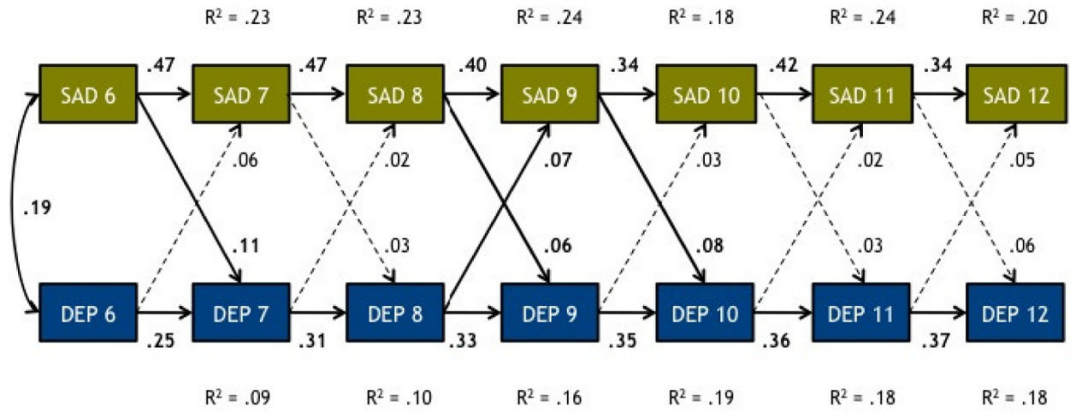 R² = .23 R² = .23 R² = .24 R² = .18 R² = .24 R² = .20
.47 .47 .40 .34 .42 .34
SAD 6 SAD 7 SAD 8 SAD 9 SAD 10 SAD 11 SAD 12
.06 .02 .07 .03 .02 .05
.19
.11 .03 .06 .08 .03 .06
DEP 6 DEP 7 DEP 8 DEP 9 DEP 10 DEP 11 DEP 12
.25 .31 .33 .35 .36 .37
R² = .09 R² = .10 R² = .16 R² = .19 R² = .18 R² = .18